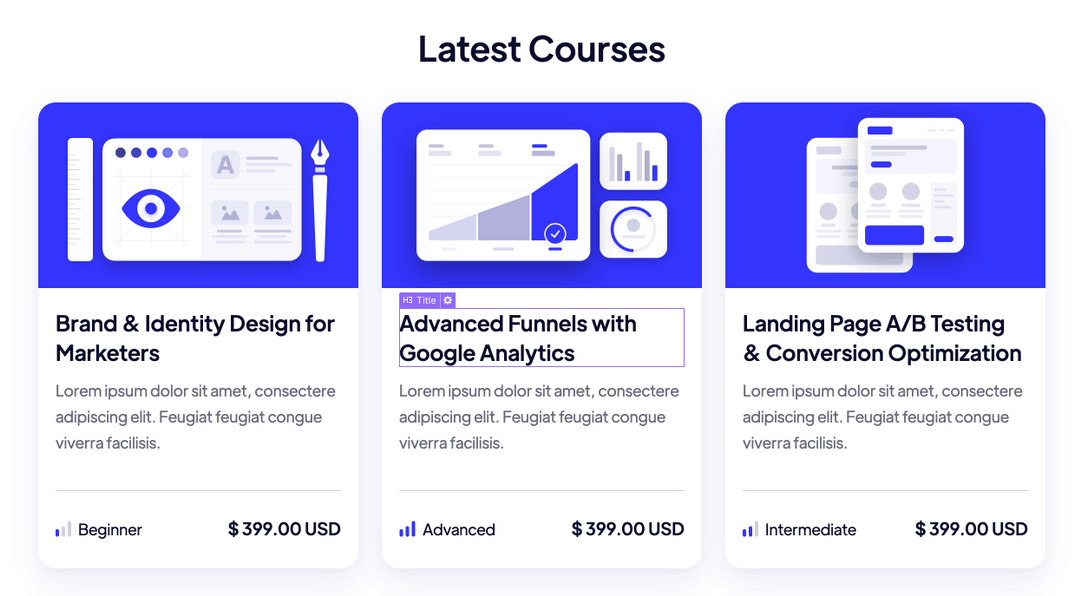 Latest Courses
A
Brand & Identity Design for
Marketers
Lorem ipsum dolor sit amet, consectere
adipiscing elit. Feugiat feugiat congue
viverra facilisis.
Beginner
$ 399.00 USD
H3 Title
Advanced Funnels with
Google Analytics
Lorem ipsum dolor sit amet, consectere
adipiscing elit. Feugiat feugiat congue
viverra facilisis.
Advanced
$ 399.00 USD
Landing Page A/B Testing
& Conversion Optimization
Lorem ipsum dolor sit amet, consectere
adipiscing elit. Feugiat feugiat congue
viverra facilisis.
Intermediate
$ 399.00 USD